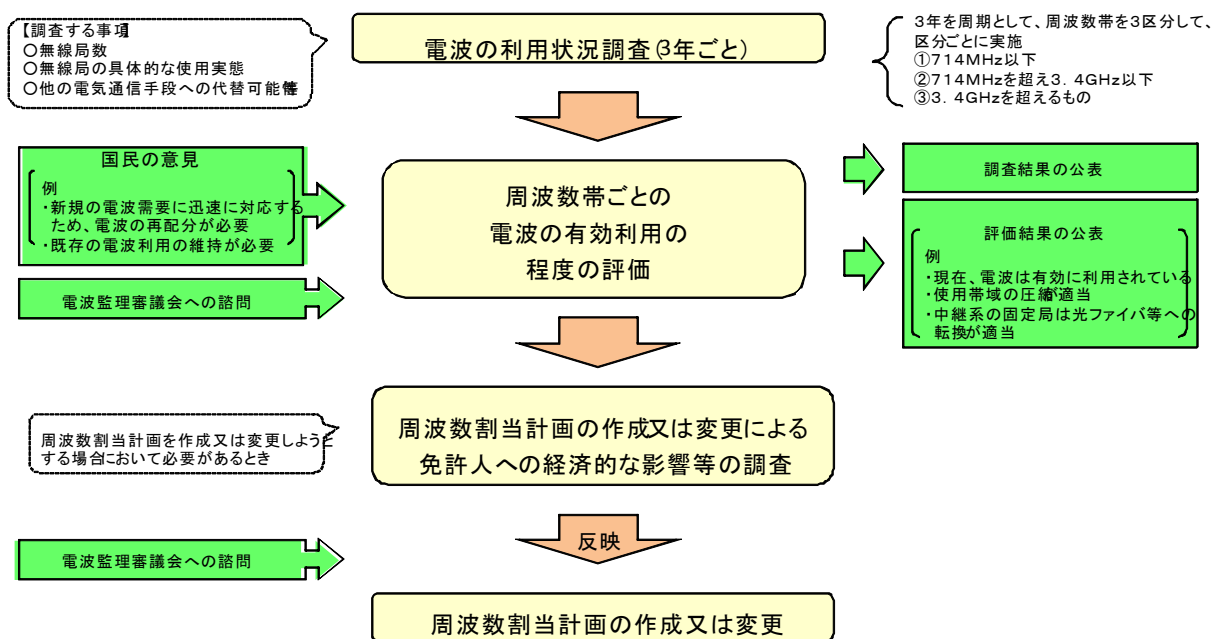 【調査する事項】
○無線局数
○無線局の具体的な使用実態
○他の電気通信手段への代替可能性等
電波の利用状況調査(3年ごと)
3年を周期として、周波数帯を3区分して、
区分ごとに実施
①714MHz以下
②714MHzを超え3.4GHz以下
③3.4GHzを超えるもの
国民の意見
例
・新規の電波需要に迅速に対応する
ため、電波の再配分が必要
・既存の電波利用の維持が必要
電波監理審議会への諮問
周波数帯ごとの
電波の有効利用の
程度の評価
調査結果の公表
評価結果の公表
例
・現在、電波は有効に利用されている
・使用帯域の圧縮が適当
・中継系の固定局は光ファイバ等への
転換が適当
周波数割当計画を作成又は変更しようと
する場合において必要があるとき
周波数割当計画の作成又は変更による
免許人への経済的な影響等の調査
反映
電波監理審議会への諮問
周波数割当計画の作成又は変更